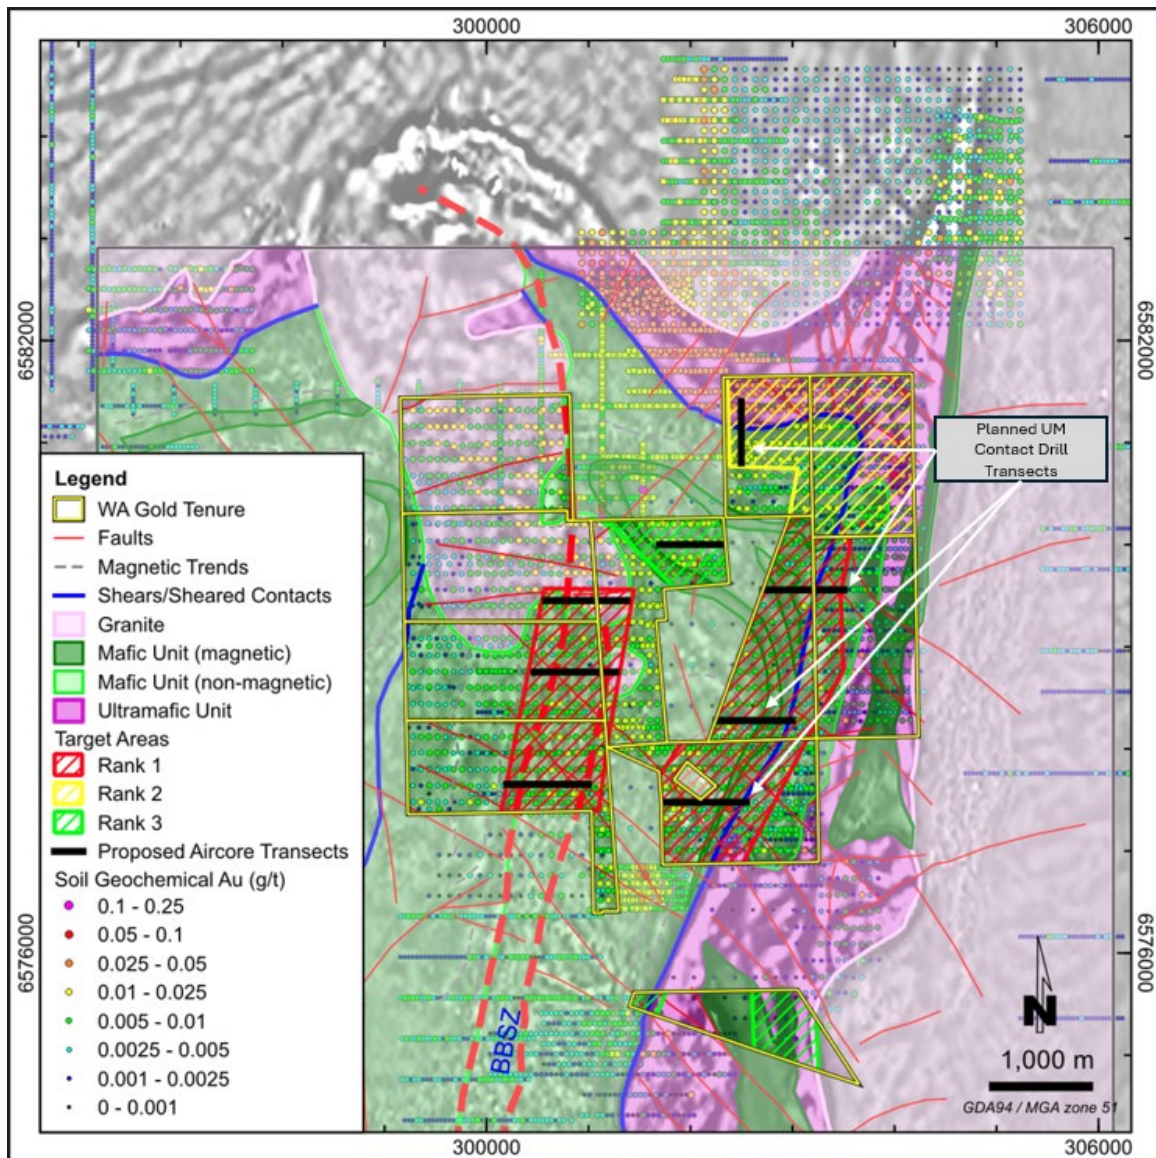 300000
306000
6582000
6582000
Planned UM
Contact Drill
Transects
Legend
WA Gold Tenure
Faults
Magnetic Trends
Shears/Sheared Contacts
Granite
Mafic Unit (magnetic)
Mafic Unit (non-magnetic)
Ultramafic Unit
Target Areas
Rank 1
Rank 2
Rank 3
Proposed Aircore Transects
Soil Geochemical Au (g/t)
0.1 - 0.25
0.05 - 0.1
0.025 - 0.05
0.01 - 0.025
0.005 - 0.01
0.0025 - 0.005
0.001 - 0.0025
0 - 0.001
6576000
6576000
BBSZ
N
1,000 m
GDA94 / MGA zone 51
300000
306000